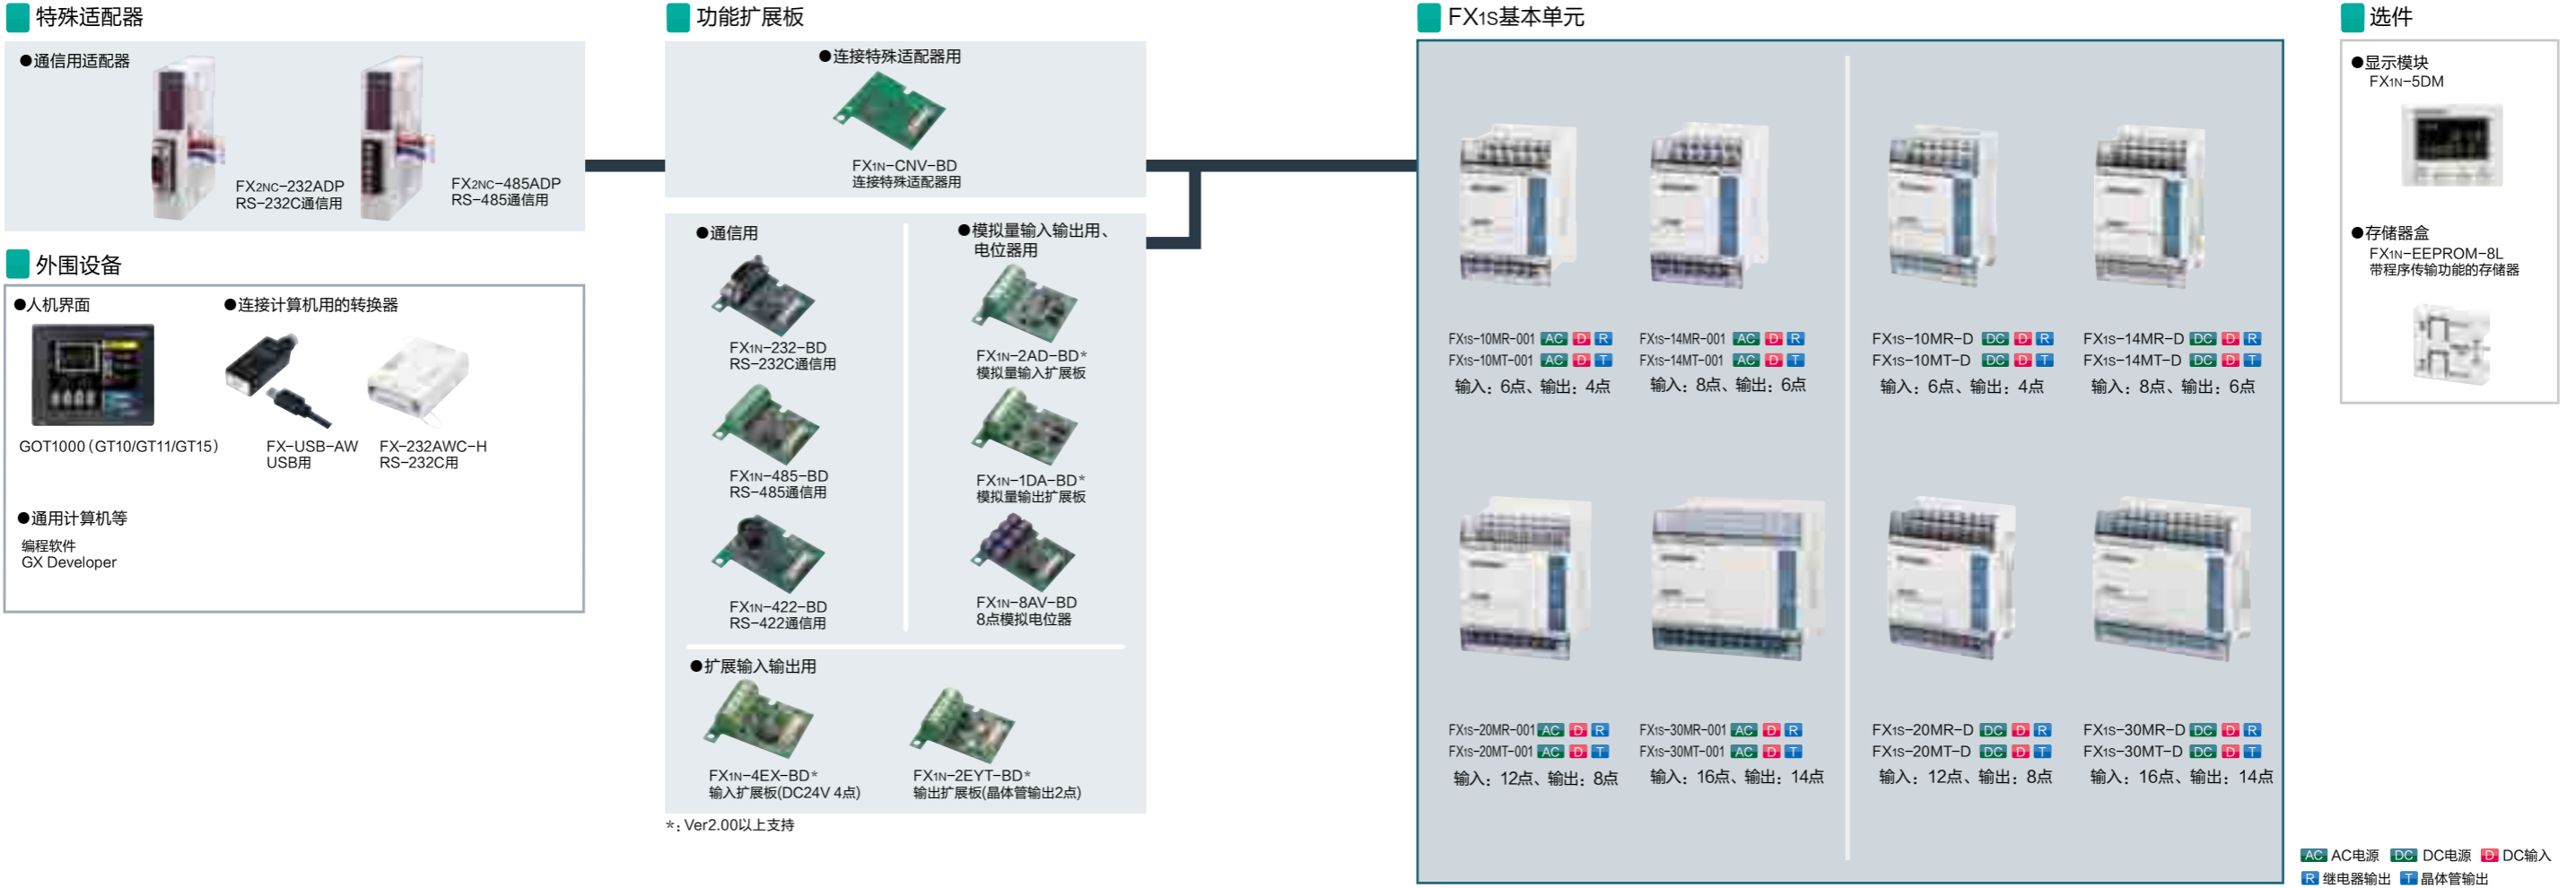 特殊适配器
●通信用适配器
FX2NC-232ADP
RS-232C通信用
FX2NC-485ADP
RS-485通信用
外围设备
●人机界面
GOT1000（GT10/GT11/GT15）
●连接计算机用的转换器
FX-USB-AW
USB用
FX-232AWC-H
RS-232C用
●通用计算机等
编程软件
GX Developer
功能扩展板
●连接特殊适配器用
FX1N-CNV-BD
连接特殊适配器用
●通信用
FX1N-232-BD
RS-232C通信用
FX1N-485-BD
RS-485通信用
FX1N-422-BD
RS-422通信用
●模拟量输入输出用、
电位器用
FX1N-2AD-BD*
模拟量输入扩展板
FX1N-1DA-BD*
模拟量输出扩展板
FX1N-8AV-BD
8点模拟电位器
●扩展输入输出用
FX1N-4EX-BD*
输入扩展板(DC24V 4点)
FX1N-2EYT-BD*
输出扩展板(晶体管输出2点)
*：Ver2.00以上支持
FX1S基本单元
FX1S-10MR-001 AC D R
FX1S-10MT-001 AC D T
输入：6点、输出：4点
FX1S-14MR-001 AC D R
FX1S-14MT-001 AC D T
输入：8点、输出：6点
FX1S-10MR-D DC D R
FX1S-10MT-D DC D T
输入：6点、输出：4点
FX1S-14MR-D DC D R
FX1S-14MT-D DC D T
输入：8点、输出：6点
FX1S-20MR-001 AC D R
FX1S-20MT-001 AC D T
输入：12点、输出：8点
FX1S-30MR-001 AC D R
FX1S-30MT-001 AC D T
输入：16点、输出：14点
FX1S-20MR-D DC D R
FX1S-20MT-D DC D T
输入：12点、输出：8点
FX1S-30MR-D DC D R
FX1S-30MT-D DC D T
输入：16点、输出：14点
选件
●显示模块
FX1N-5DM
●存储器盒
FX1N-EEPROM-8L
带程序传输功能的存储器
AC AC电源 DC DC电源 D DC输入
R 继电器输出 T 晶体管输出